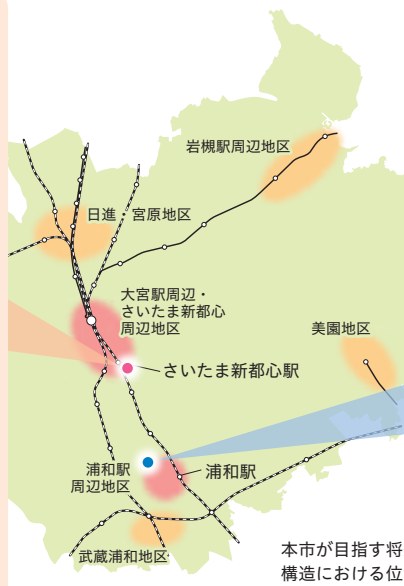 岩槻駅周辺地区
日進・宮原地区
大宮駅周辺・
さいたま新都心
周辺地区
美園地区
さいたま新都心駅
浦和駅
周辺地区
浦和駅
武蔵浦和地区
本市が目指す将
構造における位